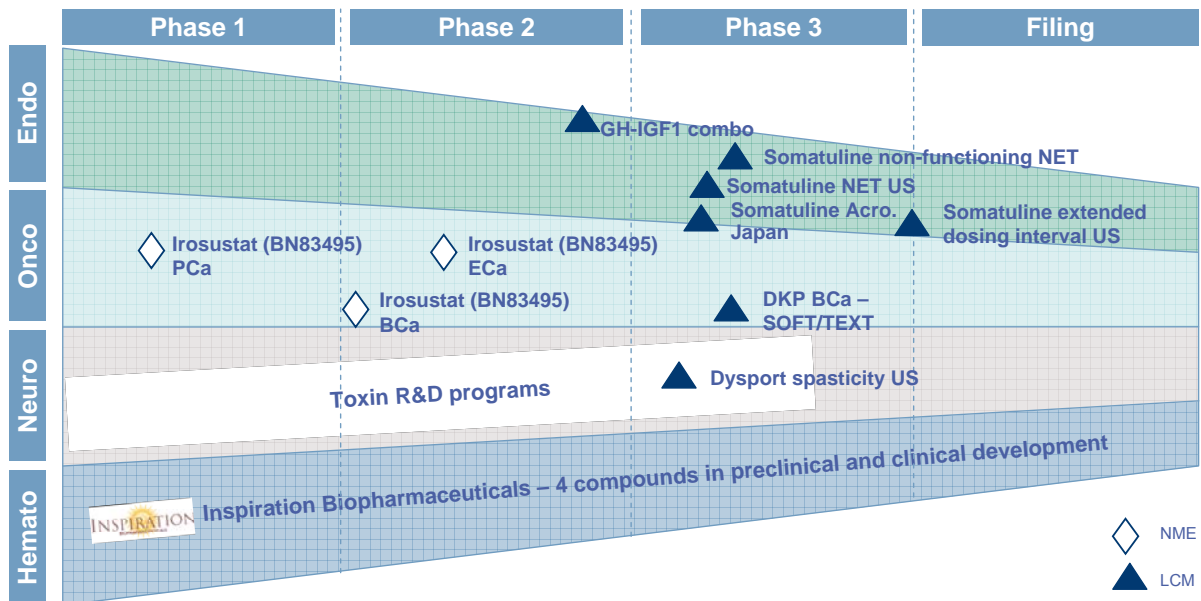 Phase 1
Phase 2
Phase 3
Filing
Endo
GH-IGF1 combo
Somatuline non-functioning NET
Somatuline NET US
Somatuline Acro.
Japan
Somatuline extended
dosing interval US
Onco
Irosustat (BN83495)
PCa
Irosustat (BN83495)
ECa
Irosustat (BN83495)
BCa
DKP BCa –
SOFT/TEXT
Neuro
Toxin R&D programs
Dysport spasticity US
Hemato
INSPIRATION
Inspiration Biopharmaceuticals – 4 compounds in preclinical and clinical development
NME
LCM